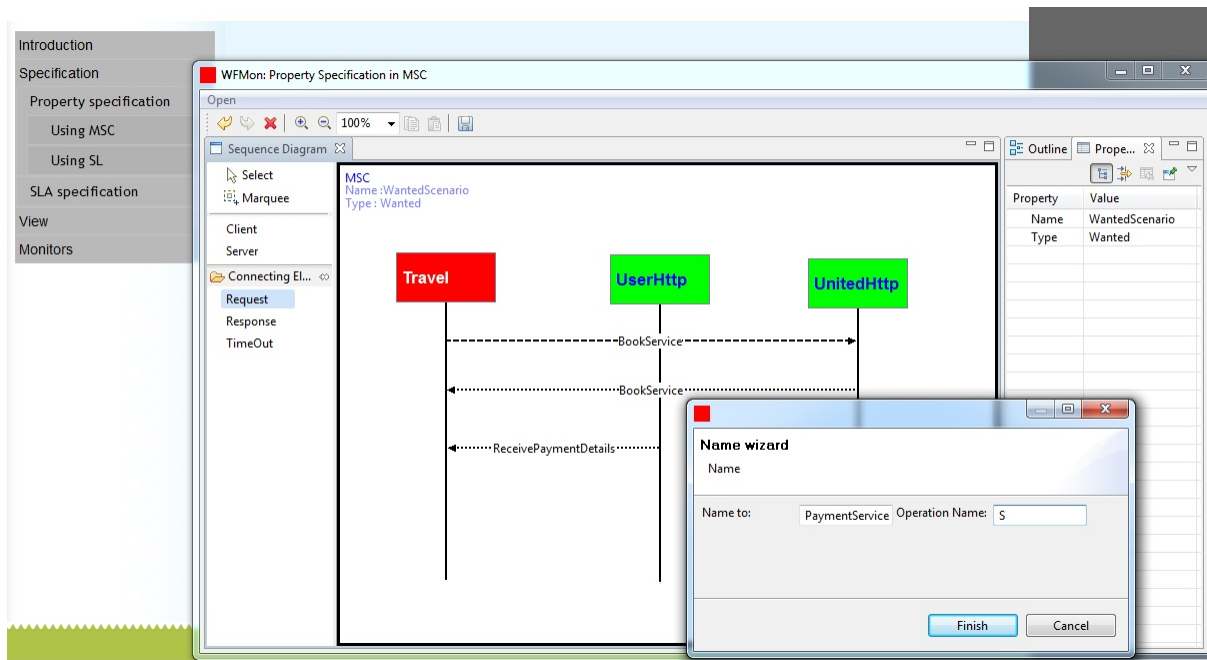 Introduction
Specification
Property specification
Using MSC
Using SL
SLA specification
View
Monitors
WFMon: Property Specification in MSC
Open
100%
Sequence Diagram
Select
Marquee
Client
Server
Connecting El...
Request
Response
TimeOut
MSC
Name :WantedScenario
Type : Wanted
Travel
UserHttp
UnitedHttp
BookService
BookService
ReceivePaymentDetails
Outline Prope...
Property Value
Name WantedScenario
Type Wanted
Name wizard
Name
Name to: PaymentService Operation Name: S
Finish Cancel